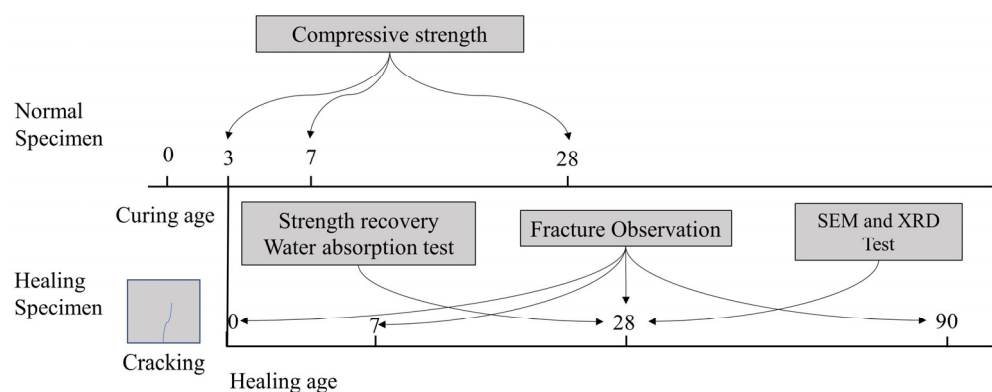 Compressive strength
Normal
Specimen
0
3
7
28
Curing age
Strength recovery
Water absorption test
Fracture Observation
SEM and XRD
Test
Healing
Specimen
0
7
28
90
Cracking
Healing age